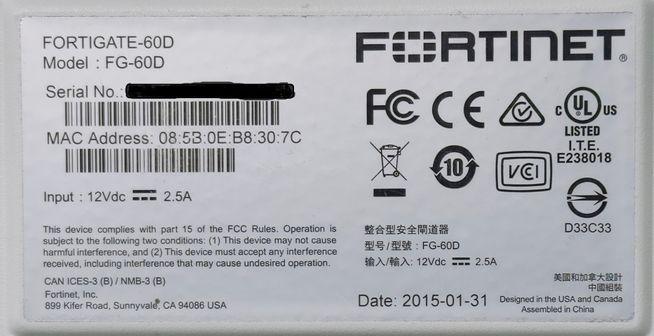 FORTIGATE-60D
Model : FG-60D
Serial No.:
MAC Address: 08:5B:0E:B8:30:7C
Input : 12Vdc 2.5A
This device complies with part 15 of the FCC Rules. Operation is
subject to the following two conditions: (1) This device may not cause
harmful interference, and (2) This device must accept any interference
received, including interference that may cause undesired operation.
CAN ICES-3 (B) / NMB-3 (B)
Fortinet, Inc.
899 Kifer Road, Sunnyvale, CA 94086 USA
FORTINET®
FC CE
C UL US
LISTED
I.T.E.
E238018
10
VCI
D33C33
整合型安全閘道器
型号/型號: FG-60D
输入/輸入: 12Vdc 2.5A
美國和加拿大設計
中國組裝
Date: 2015-01-31
Designed in the USA and Canada
Assembled in China